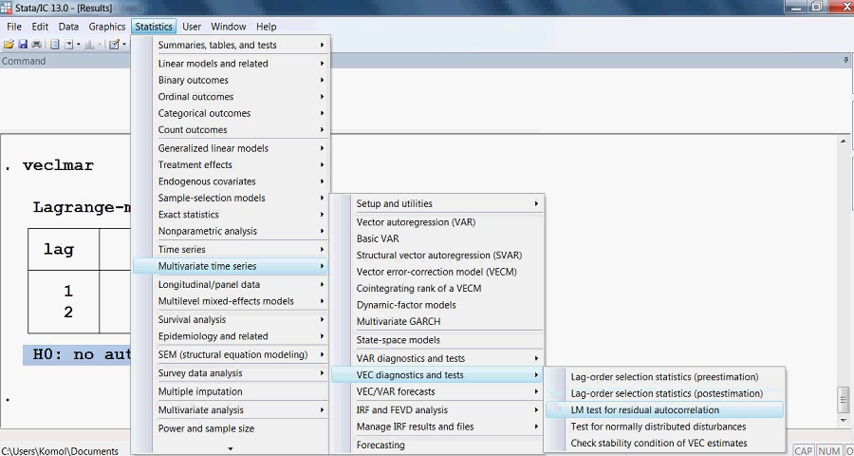 Stata/IC 13.0 - [Results]
File Edit Data Graphics Statistics User Window Help
Command
. veclmar
Lagrange-m
lag
1
2
H0: no aut
.
Summaries, tables, and tests
Linear models and related
Binary outcomes
Ordinal outcomes
Categorical outcomes
Count outcomes
Generalized linear models
Treatment effects
Endogenous covariates
Sample-selection models
Exact statistics
Nonparametric analysis
Time series
Multivariate time series
Longitudinal/panel data
Multilevel mixed-effects models
Survival analysis
Epidemiology and related
SEM (structural equation modeling)
Survey data analysis
Multiple imputation
Multivariate analysis
Power and sample size
Setup and utilities
Vector autoregression (VAR)
Basic VAR
Structural vector autoregression (SVAR)
Vector error-correction model (VECM)
Cointegrating rank of a VECM
Dynamic-factor models
Multivariate GARCH
State-space models
VAR diagnostics and tests
VEC diagnostics and tests
VEC/VAR forecasts
IRF and FEVD analysis
Manage IRF results and files
Forecasting
Lag-order selection statistics (preestimation)
Lag-order selection statistics (postestimation)
LM test for residual autocorrelation
Test for normally distributed disturbances
Check stability condition of VEC estimates
C:\Users\Komol\Documents
CAP NUM O